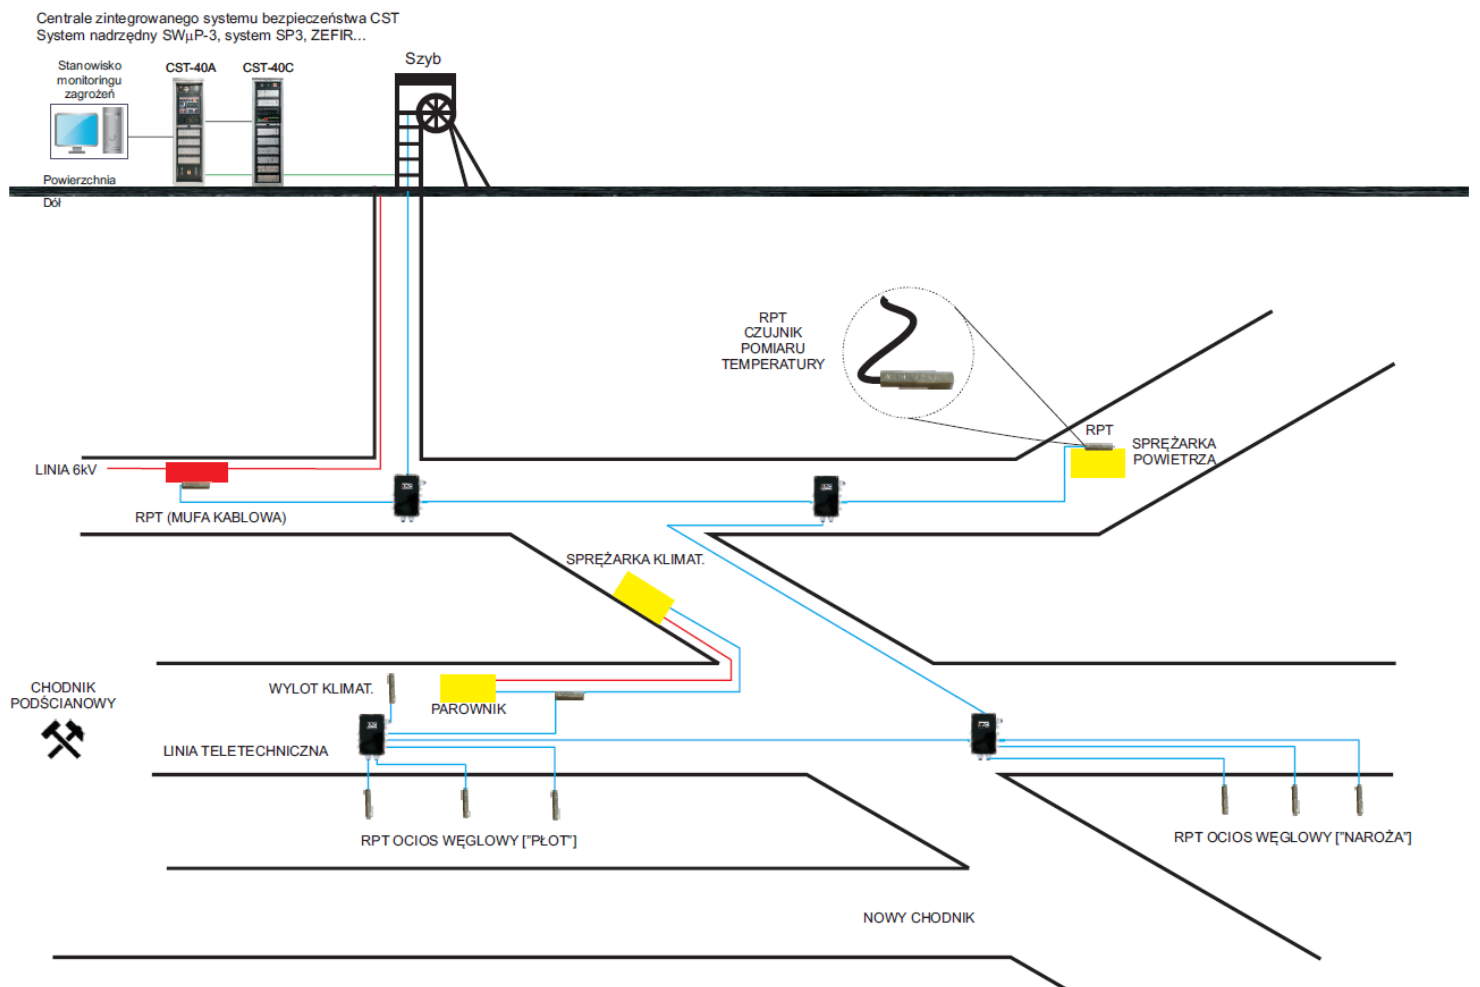 Centrale zintegrowanego systemu bezpieczeństwa CST
System nadrzędny SWµP-3, system SP3, ZEFIR...
Stanowisko
monitoringu
zagrożeń
CST-40A
CST-40C
Szyb
Powierzchnia
Dół
RPT
CZUJNIK
POMIARU
TEMPERATURY
RPT
SPRĘŻARKA
POWIETRZA
LINIA 6kV
RPT (MUFA KABLOWA)
SPRĘŻARKA KLIMAT.
CHODNIK
PODŚCIANOWY
WYLOT KLIMAT.
PAROWNIK
LINIA TELETECHNICZNA
RPT OCIOS WĘGLOWY ["PŁOT"]
RPT OCIOS WĘGLOWY ["NAROŻA"]
NOWY CHODNIK